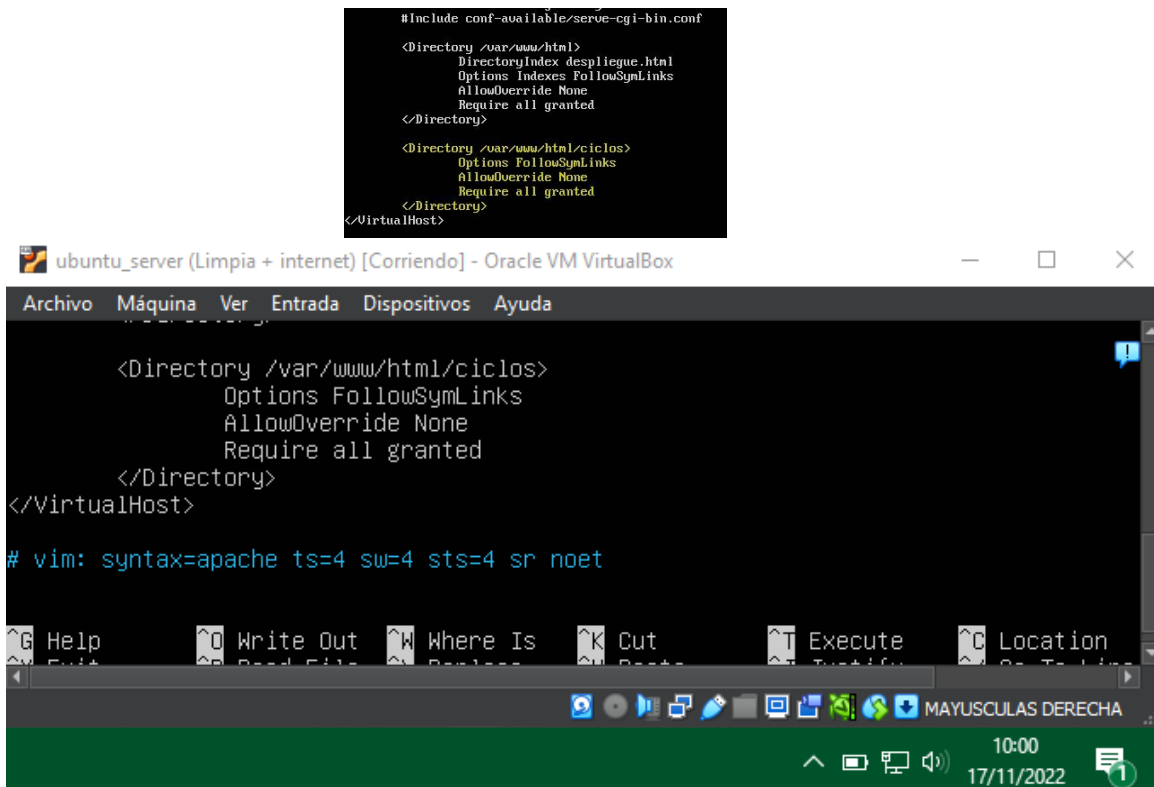 #Include conf-available/serve-cgi-bin.conf
<Directory /var/www/html>
DirectoryIndex despliegue.html
Options Indexes FollowSymLinks
AllowOverride None
Require all granted
</Directory>
<Directory /var/www/html/ciclos>
Options FollowSymLinks
AllowOverride None
Require all granted
</Directory>
</VirtualHost>
ubuntu_server (Limpia + internet) [Corriendo] - Oracle VM VirtualBox
Archivo Máquina Ver Entrada Dispositivos Ayuda
<Directory /var/www/html/ciclos>
Options FollowSymLinks
AllowOverride None
Require all granted
</Directory>
</VirtualHost>
# vim: syntax=apache ts=4 sw=4 sts=4 sr noet
^G Help ^O Write Out ^W Where Is ^K Cut ^T Execute ^C Location
MAYUSCULAS DERECHA
10:00
17/11/2022
1